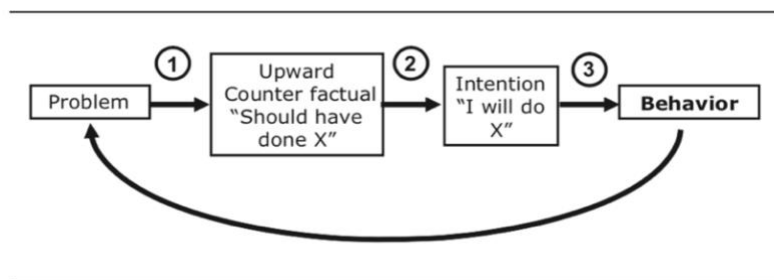 1
2
3
Problem
Upward
Counter factual
“Should have
done X”
Intention
“I will do
X”
Behavior